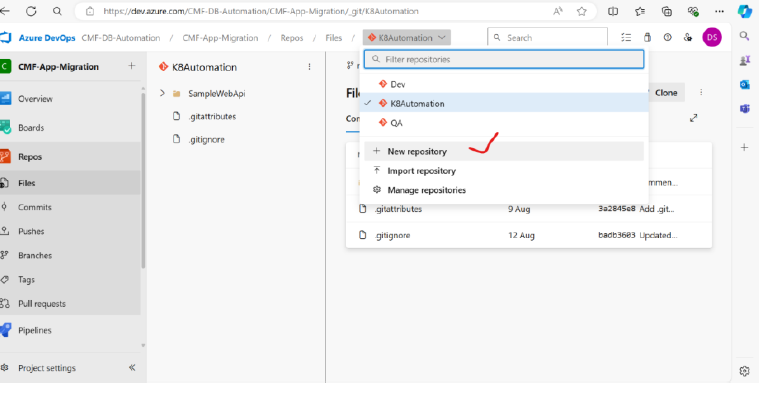 https://dev.azure.com/CMF-DB-Automation/CMF-App-Migration/_git/K8Automation
Azure DevOps CMF-DB-Automation / CMF-App-Migration / Repos / Files / K8Automation
Search
DS
C CMF-App-Migration
Overview
Boards
Repos
Files
Commits
Pushes
Branches
Tags
Pull requests
Pipelines
Project settings
K8Automation
SampleWebApi
.gitattributes
.gitignore
Filter repositories
Dev
K8Automation
QA
New repository
Import repository
Manage repositories
Clone
.gitattributes 9 Aug 3a2845e8 Add .git...
.gitignore 12 Aug badb3603 Updated...